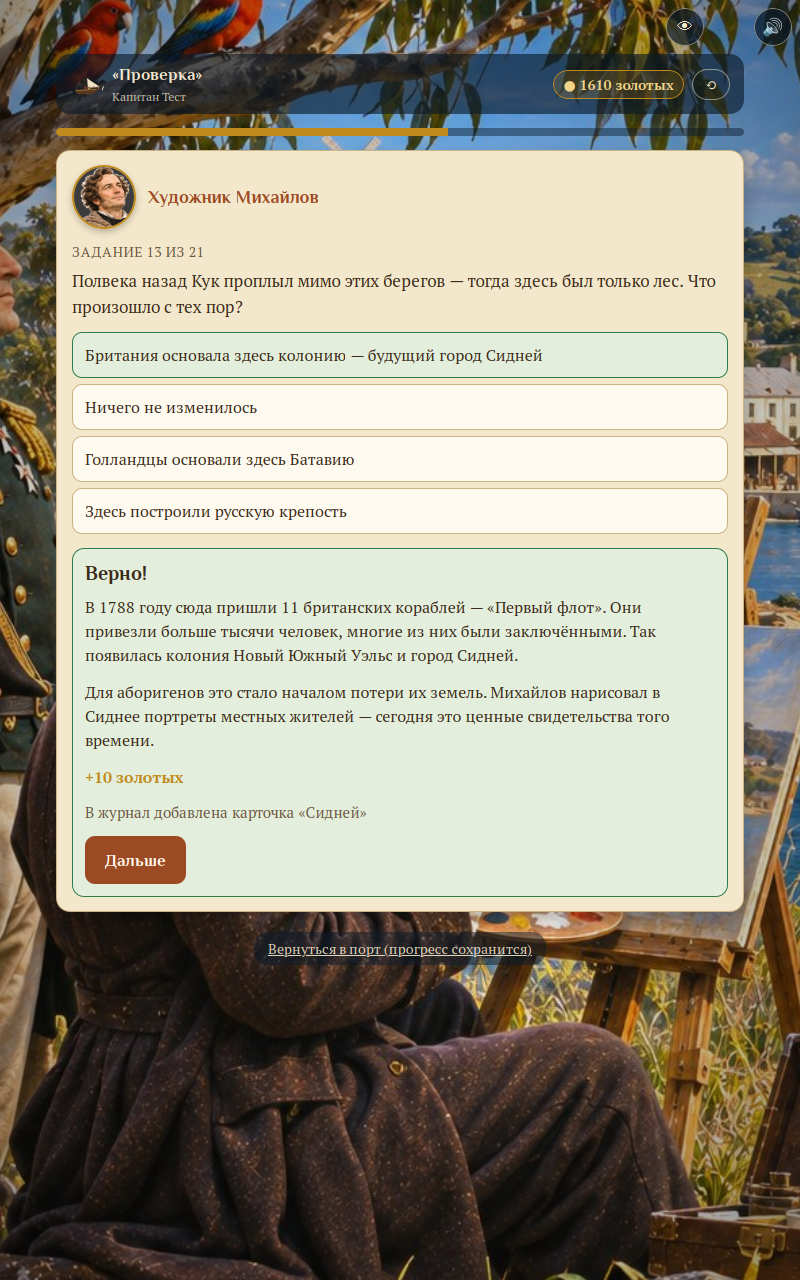 «Проверка»
Капитан Тест
1610 золотых
Художник Михайлов
ЗАДАНИЕ 13 ИЗ 21
Полвека назад Кук проплыл мимо этих берегов — тогда здесь был только лес. Что
произошло с тех пор?
Британия основала здесь колонию — будущий город Сидней
Ничего не изменилось
Голландцы основали здесь Батавию
Здесь построили русскую крепость
Верно!
В 1788 году сюда пришли 11 британских кораблей — «Первый флот». Они
привезли больше тысячи человек, многие из них были заключёнными. Так
появилась колония Новый Южный Уэльс и город Сидней.
Для аборигенов это стало началом потери их земель. Михайлов нарисовал в
Сиднее портреты местных жителей — сегодня это ценные свидетельства того
времени.
+10 золотых
В журнал добавлена карточка «Сидней»
Дальше
Вернуться в порт (прогресс сохранится)